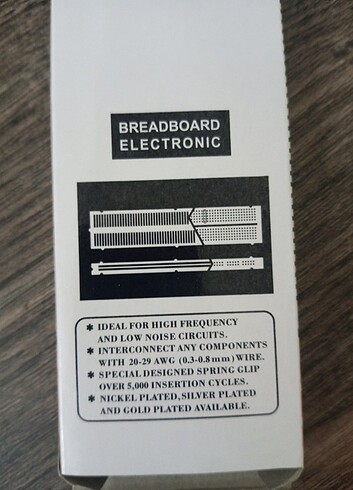 BREADBOARD
ELECTRONIC
* IDEAL FOR HIGH FREQUENCY
AND LOW NOISE CIRCUITS.
* INTERCONNECT ANY COMPONENTS
WITH 20-29 AWG (0.3-0.8mm) WIRE.
* SPECIAL DESIGNED SPRING GLIP
OVER 5,000 INSERTION CYCLES.
* NICKEL PLATED,SILVER PLATED
AND GOLD PLATED AVAILABLE.